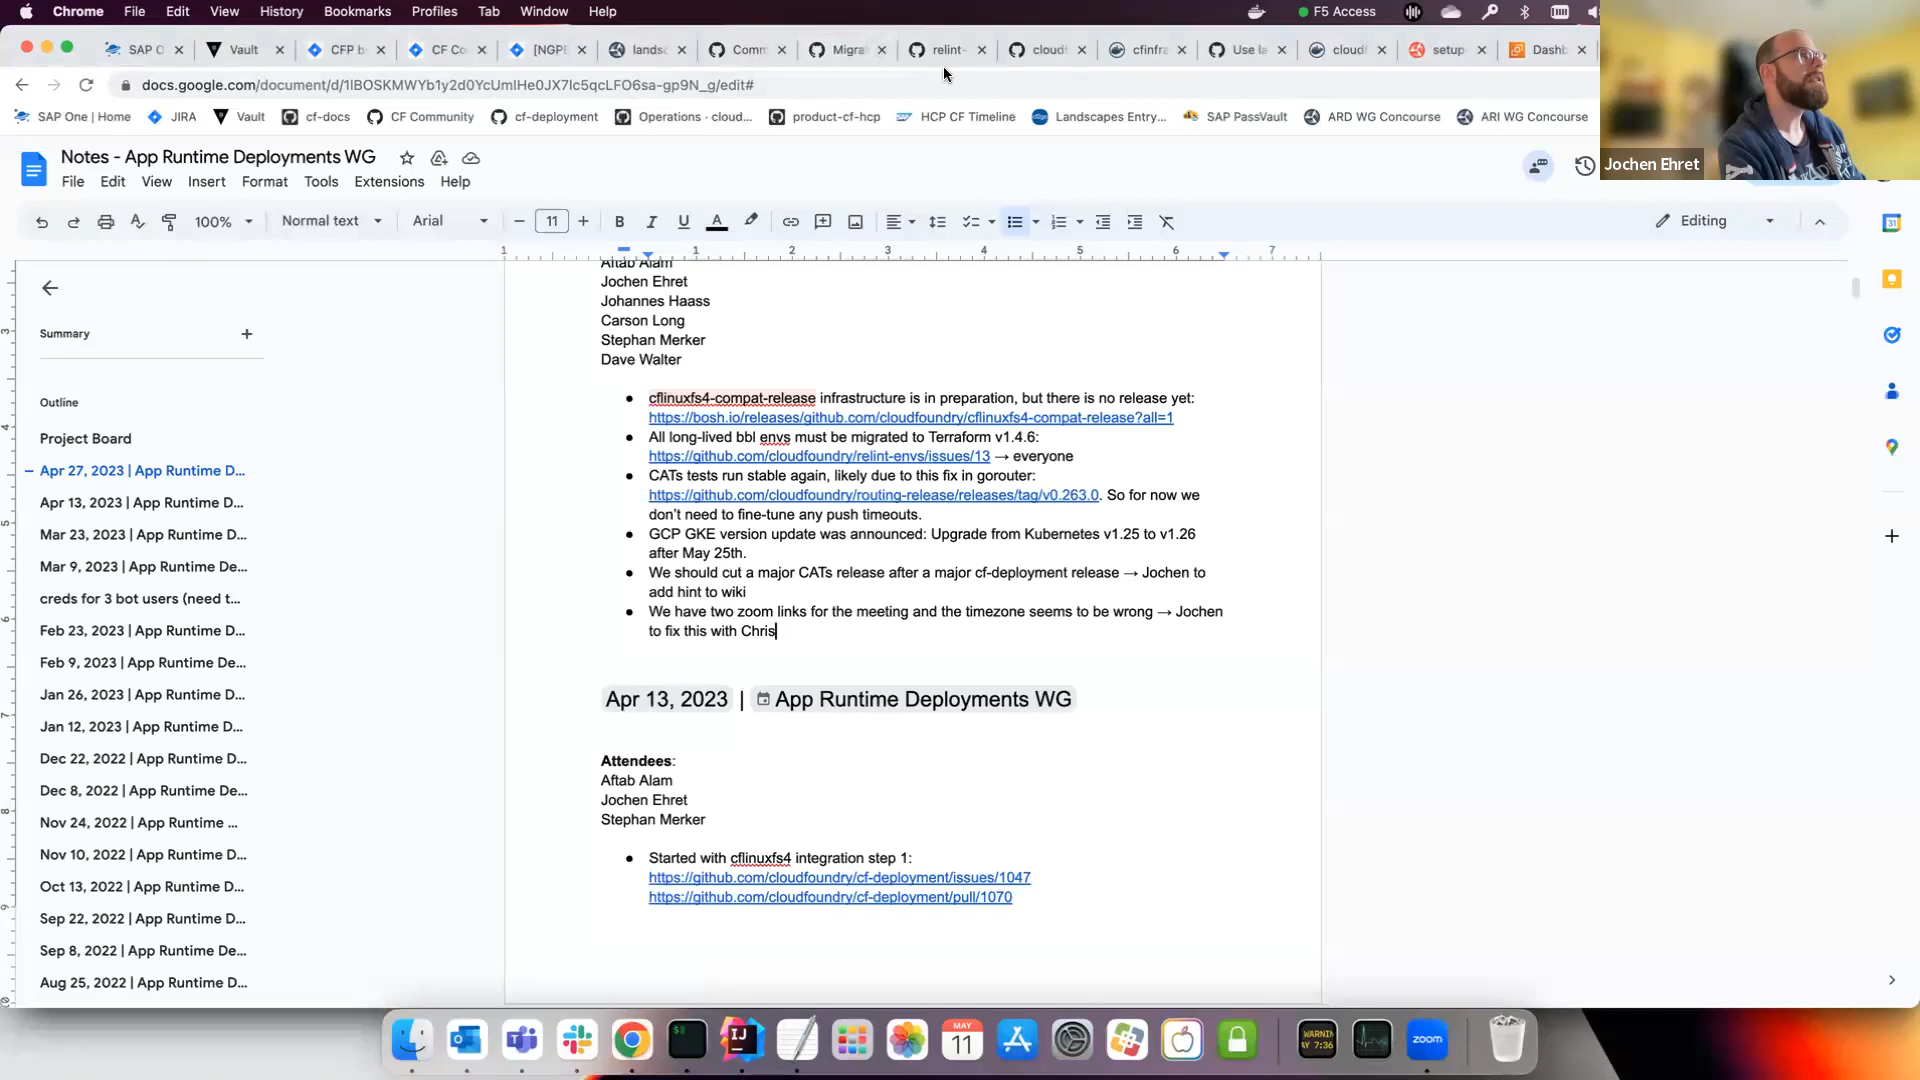 Chrome File Edit View History Bookmarks Profiles Tab Window Help F5 Access
SAP O Vault CFP b CF Co [NGPE lands Comm Migra relint- cloudf cfinfra Use la cloudf setup- Dashb
docs.google.com/document/d/1lBOSKMWYb1y2d0YcUmlHe0JX7lc5qcLFO6sa-gp9N_g/edit#
SAP One | Home JIRA Vault cf-docs CF Community cf-deployment Operations · cloud... product-cf-hcp HCP CF Timeline Landscapes Entry... SAP PassVault ARD WG Concourse ARI WG Concourse
Notes - App Runtime Deployments WG
Jochen Ehret
File Edit View Insert Format Tools Extensions Help
100% Normal text Arial 11 Editing
1 1 2 3 4 5 6 7
Summary
Outline
Project Board
Apr 27, 2023 | App Runtime D...
Apr 13, 2023 | App Runtime D...
Mar 23, 2023 | App Runtime D...
Mar 9, 2023 | App Runtime De...
creds for 3 bot users (need t...
Feb 23, 2023 | App Runtime D...
Feb 9, 2023 | App Runtime De...
Jan 26, 2023 | App Runtime D...
Jan 12, 2023 | App Runtime D...
Dec 22, 2022 | App Runtime D...
Dec 8, 2022 | App Runtime De...
Nov 24, 2022 | App Runtime ...
Nov 10, 2022 | App Runtime D...
Oct 13, 2022 | App Runtime D...
Sep 22, 2022 | App Runtime D...
Sep 8, 2022 | App Runtime De...
Aug 25, 2022 | App Runtime D...
Aftab Alam
Jochen Ehret
Johannes Haass
Carson Long
Stephan Merker
Dave Walter
● cflinuxfs4-compat-release infrastructure is in preparation, but there is no release yet:
https://bosh.io/releases/github.com/cloudfoundry/cflinuxfs4-compat-release?all=1
● All long-lived bbl envs must be migrated to Terraform v1.4.6:
https://github.com/cloudfoundry/relint-envs/issues/13 → everyone
● CATs tests run stable again, likely due to this fix in gorouter:
https://github.com/cloudfoundry/routing-release/releases/tag/v0.263.0. So for now we
don't need to fine-tune any push timeouts.
● GCP GKE version update was announced: Upgrade from Kubernetes v1.25 to v1.26
after May 25th.
● We should cut a major CATs release after a major cf-deployment release → Jochen to
add hint to wiki
● We have two zoom links for the meeting and the timezone seems to be wrong → Jochen
to fix this with Chris
Apr 13, 2023 | App Runtime Deployments WG
Attendees:
Aftab Alam
Jochen Ehret
Stephan Merker
● Started with cflinuxfs4 integration step 1:
https://github.com/cloudfoundry/cf-deployment/issues/1047
https://github.com/cloudfoundry/cf-deployment/pull/1070
MAY
11
WARNIN
AY 7:36
zoom